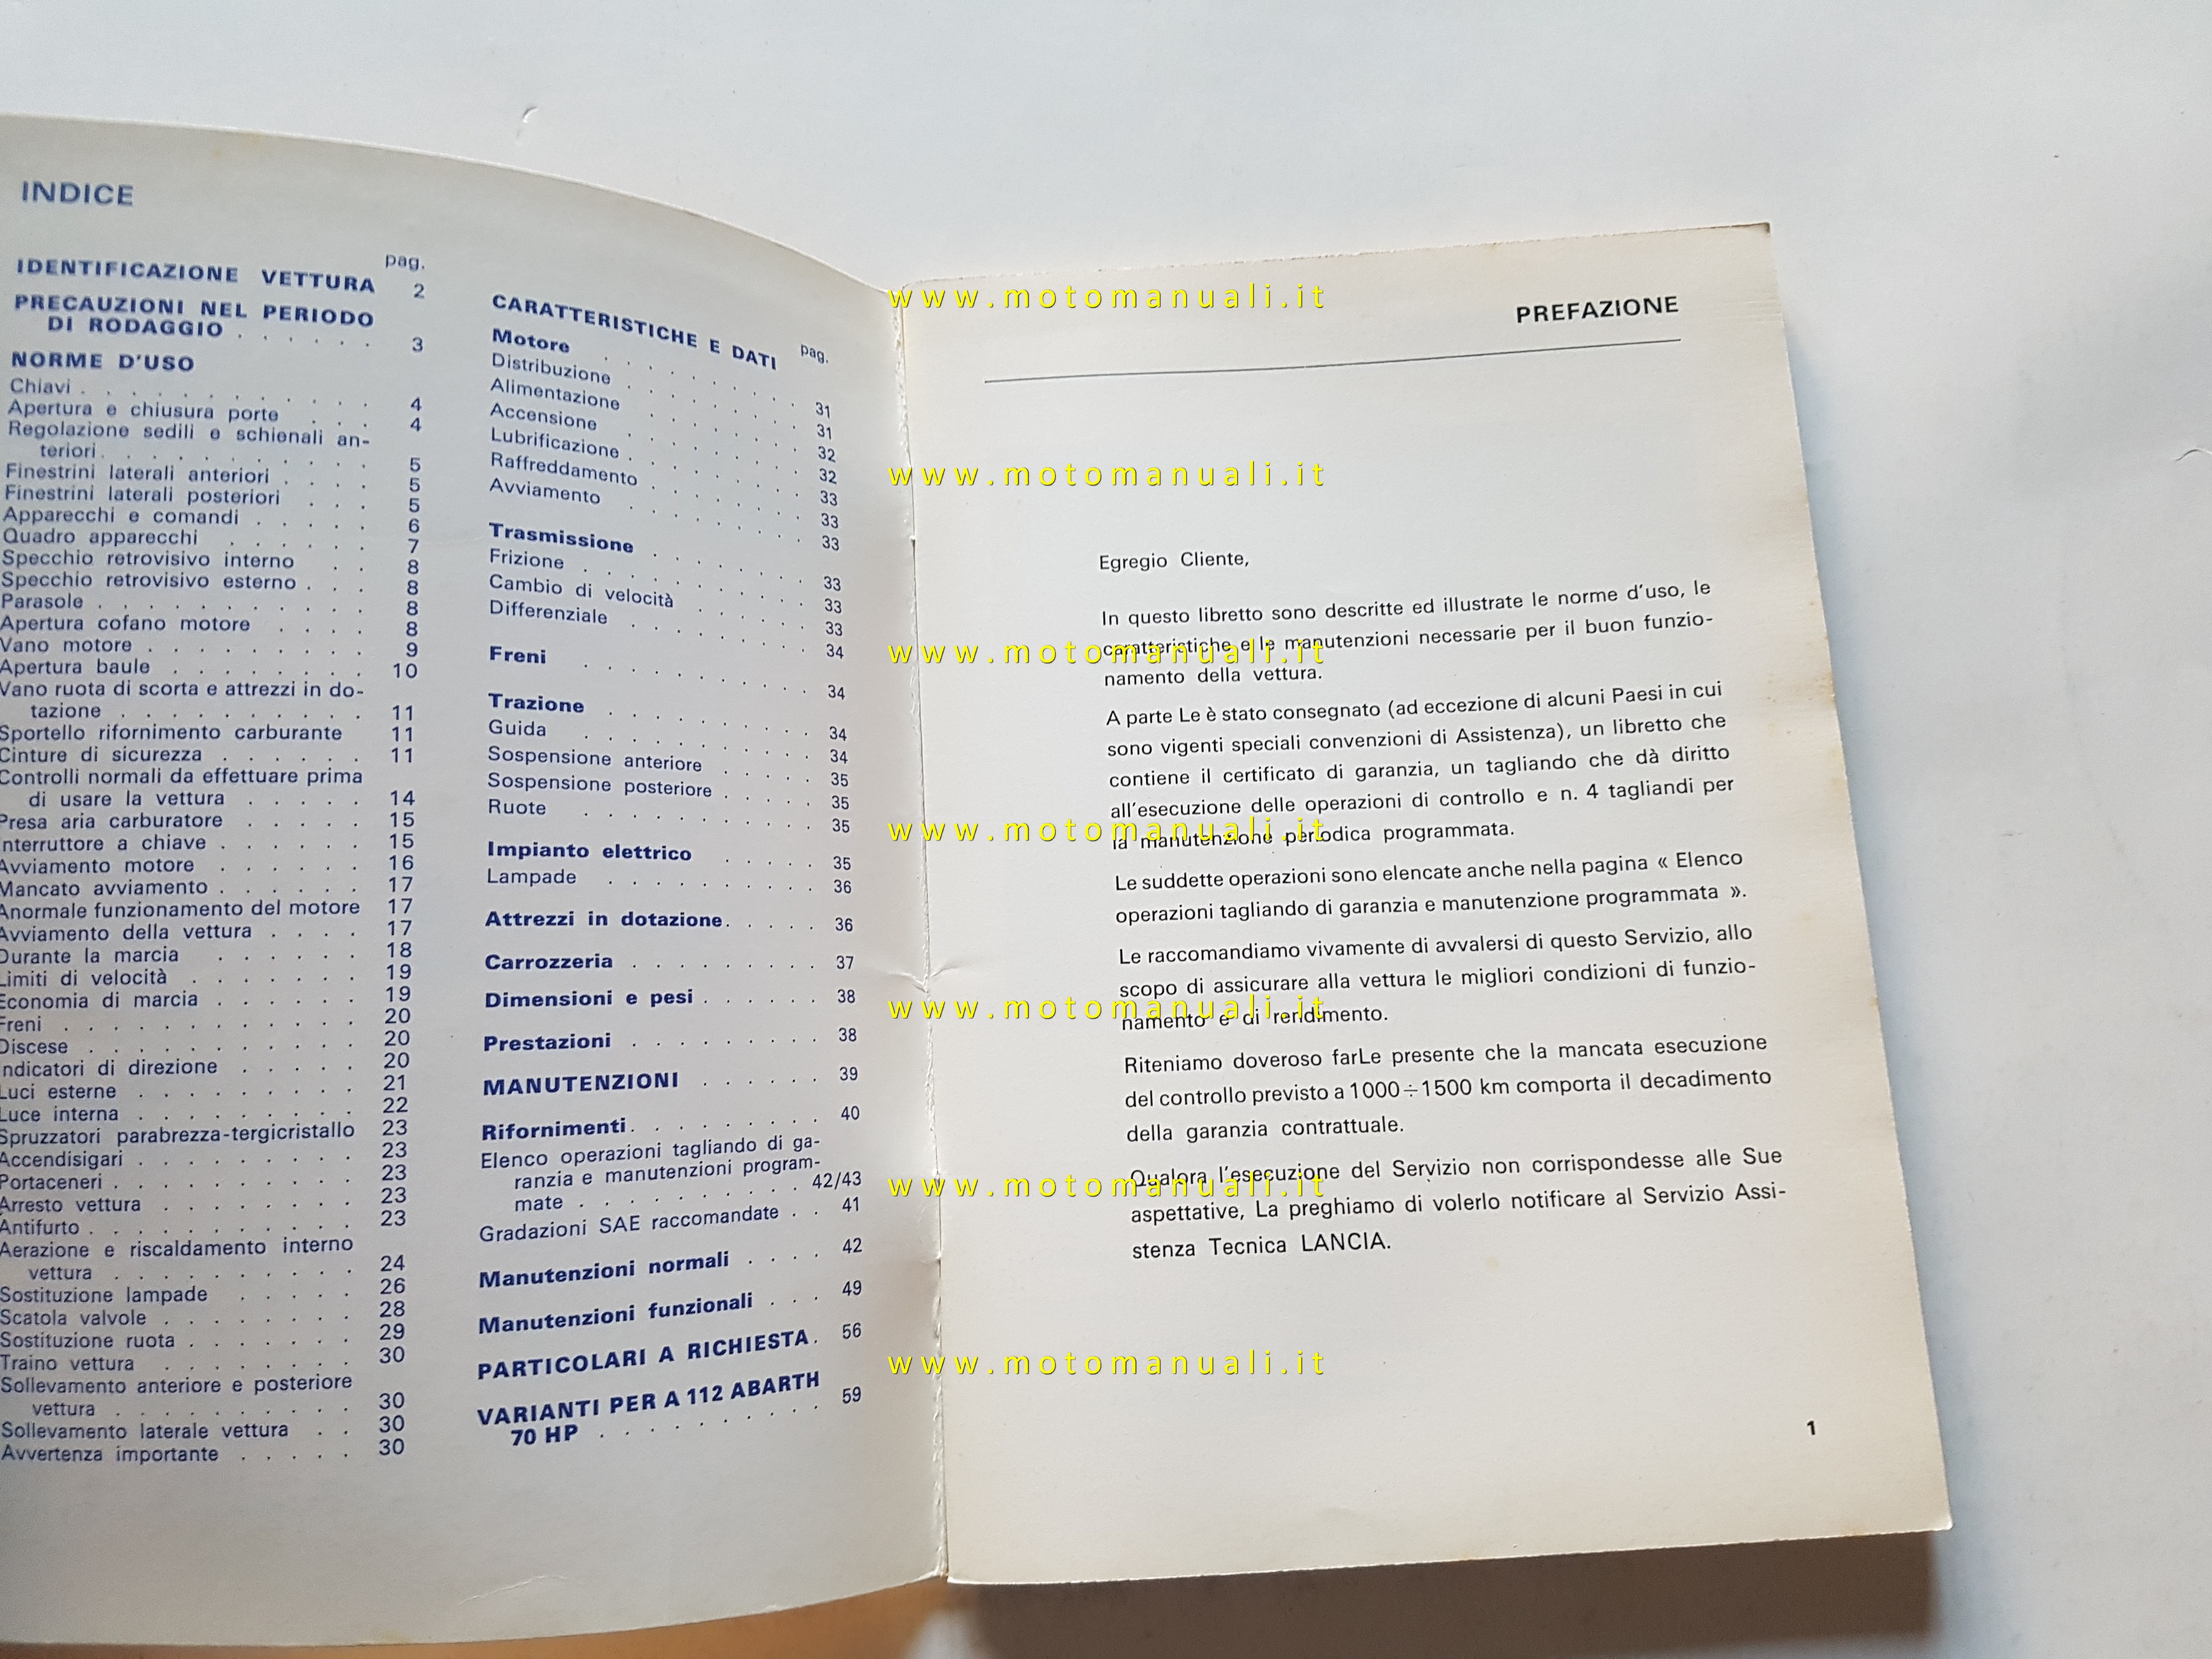 INDICE
pag.
IDENTIFICAZIONE VETTURA 2
PRECAUZIONI NEL PERIODO
DI RODAGGIO . . . . . . 3
NORME D'USO
Chiavi . . . . . . . . . . . . 4
Apertura e chiusura porte . . . 4
Regolazione sedili e schienali an-
teriori . . . . . . . . . . . 5
Finestrini laterali anteriori . . . . 5
Finestrini laterali posteriori . . . 5
Apparecchi e comandi . . . . . 6
Quadro apparecchi . . . . . . 7
Specchio retrovisivo interno . . 8
Specchio retrovisivo esterno . . . 8
Parasole . . . . . . . . . . . 8
Apertura cofano motore . . . . 8
Vano motore . . . . . . . . . 9
Apertura baule . . . . . . . . 10
Vano ruota di scorta e attrezzi in do-
tazione . . . . . . . . . . 11
Sportello rifornimento carburante 11
Cinture di sicurezza . . . . . . 11
Controlli normali da effettuare prima
di usare la vettura . . . . . 14
Presa aria carburatore . . . . . 15
Interruttore a chiave . . . . . . 15
Avviamento motore . . . . . . 16
Mancato avviamento . . . . . . 17
Anormale funzionamento del motore 17
Avviamento della vettura . . . . 17
Durante la marcia . . . . . . 18
Limiti di velocità . . . . . . . 19
Economia di marcia . . . . . . 19
Freni . . . . . . . . . . . . 20
Discese . . . . . . . . . . . 20
Indicatori di direzione . . . . . 20
Luci esterne . . . . . . . . . 21
Luce interna . . . . . . . . . 22
Spruzzatori parabrezza-tergicristallo 23
Accendisigari . . . . . . . . . 23
Portaceneri . . . . . . . . . . 23
Arresto vettura . . . . . . . . 23
Antifurto . . . . . . . . . . . 23
Aerazione e riscaldamento interno
vettura . . . . . . . . . . 24
Sostituzione lampade . . . . . 26
Scatola valvole . . . . . . . . 28
Sostituzione ruota . . . . . . . 29
Traino vettura . . . . . . . . 30
Sollevamento anteriore e posteriore
vettura . . . . . . . . . . 30
Sollevamento laterale vettura . . 30
Avvertenza importante . . . . . 30
CARATTERISTICHE E DATI
pag.
Motore . . . . . . . . . 31
Distribuzione . . . . . . . . 31
Alimentazione . . . . . . . 32
Accensione . . . . . . . . 32
Lubrificazione . . . . . . . . 33
Raffreddamento . . . . . . . 33
Avviamento . . . . . . . . 33
Trasmissione . . . . . . . 33
Frizione . . . . . . . . . . 33
Cambio di velocità . . . . . 33
Differenziale . . . . . . . . 34
Freni . . . . . . . . . . 34
Trazione . . . . . . . . . 34
Guida . . . . . . . . . . 34
Sospensione anteriore . . . . . 35
Sospensione posteriore . . . . . 35
Ruote . . . . . . . . . . 35
Impianto elettrico . . . . . 35
Lampade . . . . . . . . . 36
Attrezzi in dotazione. . . . . 36
Carrozzeria . . . . . . . . . 37
Dimensioni e pesi . . . . . . 38
Prestazioni . . . . . . . . . 38
MANUTENZIONI . . . . . . 39
Rifornimenti . . . . . . . . . 40
Elenco operazioni tagliando di ga-
ranzia e manutenzioni program-
mate . . . . . . . . . 42/43
Gradazioni SAE raccomandate . . 41
Manutenzioni normali . . . 42
Manutenzioni funzionali . . . 49
PARTICOLARI A RICHIESTA . 56
VARIANTI PER A 112 ABARTH
70 HP . . . . . . . . 59
PREFAZIONE
Egregio Cliente,
In questo libretto sono descritte ed illustrate le norme d'uso, le
caratteristiche e le manutenzioni necessarie per il buon funzio-
namento della vettura.
A parte Le è stato consegnato (ad eccezione di alcuni Paesi in cui
sono vigenti speciali convenzioni di Assistenza), un libretto che
contiene il certificato di garanzia, un tagliando che dà diritto
all'esecuzione delle operazioni di controllo e n. 4 tagliandi per
la manutenzione periodica programmata.
Le suddette operazioni sono elencate anche nella pagina « Elenco
operazioni tagliando di garanzia e manutenzione programmata ».
Le raccomandiamo vivamente di avvalersi di questo Servizio, allo
scopo di assicurare alla vettura le migliori condizioni di funzio-
namento e di rendimento.
Riteniamo doveroso farLe presente che la mancata esecuzione
del controllo previsto a 1000÷1500 km comporta il decadimento
della garanzia contrattuale.
Qualora l'esecuzione del Servizio non corrispondesse alle Sue
aspettative, La preghiamo di volerlo notificare al Servizio Assi-
stenza Tecnica LANCIA.
1
www.motomanuali.it
www.motomanuali.it
www.motomanuali.it
www.motomanuali.it
www.motomanuali.it
www.motomanuali.it
www.motomanuali.it